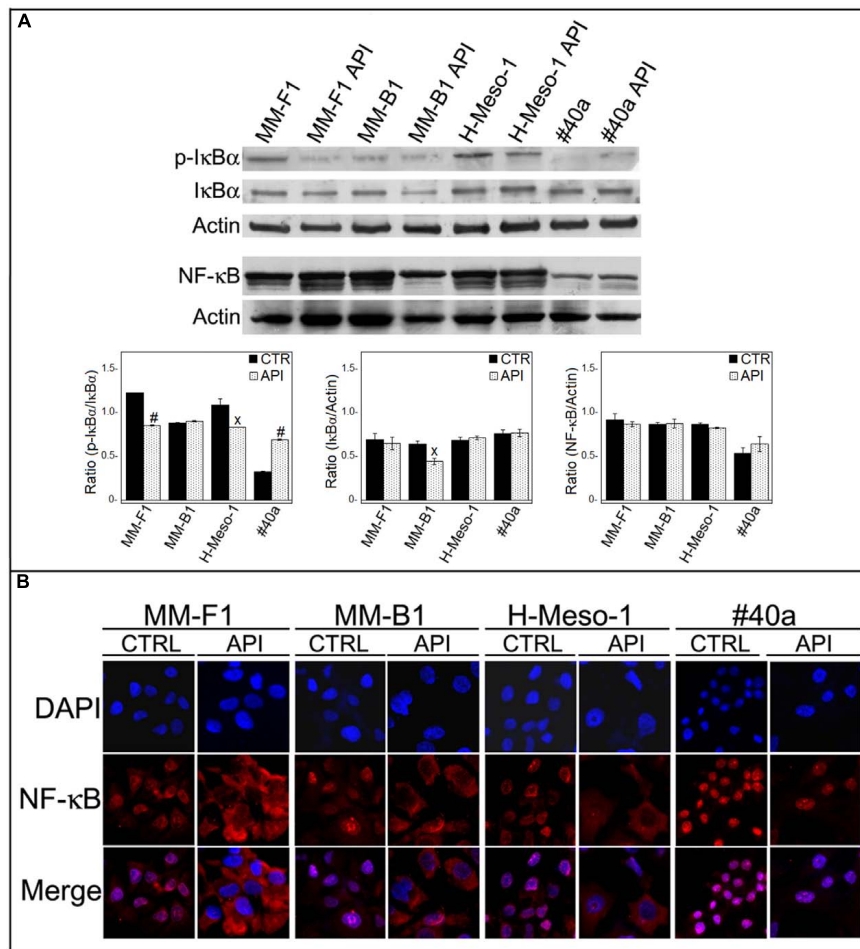 A
MM-F1
MM-F1 API
MM-B1
MM-B1 API
H-Meso-1
H-Meso-1 API
#40a
#40a API
p-IκBα
IκBα
Actin
NF-κB
Actin
Ratio (p-IκBα/IκBα)
1.5-
1.0-
0.5-
0-
CTR
API
#
x
#
MM-F1
MM-B1
H-Meso-1
#40a
Ratio (IκBα/Actin)
1.5-
1.0-
0.5-
0-
CTR
API
x
MM-F1
MM-B1
H-Meso-1
#40a
Ratio (NF-κB/Actin)
1.5-
1.0-
0.5-
0-
CTR
API
MM-F1
MM-B1
H-Meso-1
#40a
B
MM-F1 MM-B1 H-Meso-1 #40a
CTRL API CTRL API CTRL API CTRL API
DAPI
NF-κB
Merge